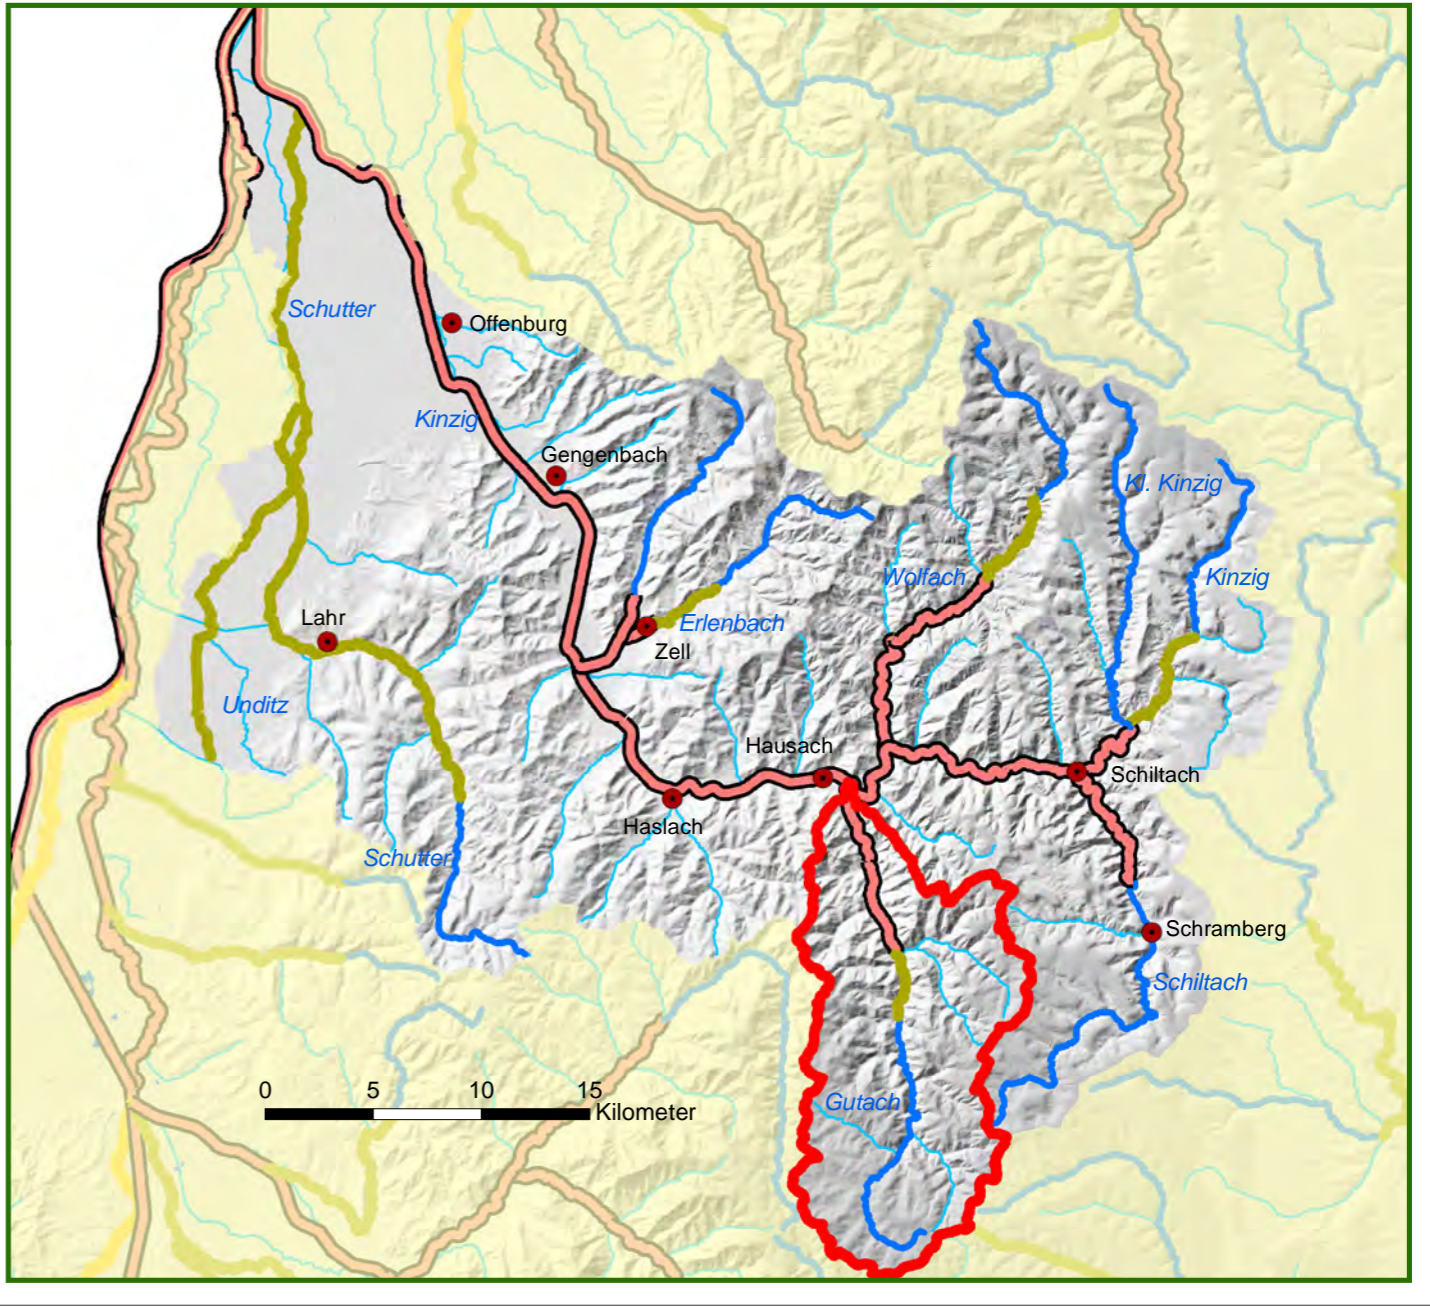 Schutter
Offenburg
Kinzig
Gengenbach
Kl. Kinzig
Wolfach
Kinzig
Lahr
Erlenbach
Zell
Unditz
Hausach
Schiltach
Haslach
Schutter
Schramberg
Schiltach
0 5 10 15
Kilometer
Gutach